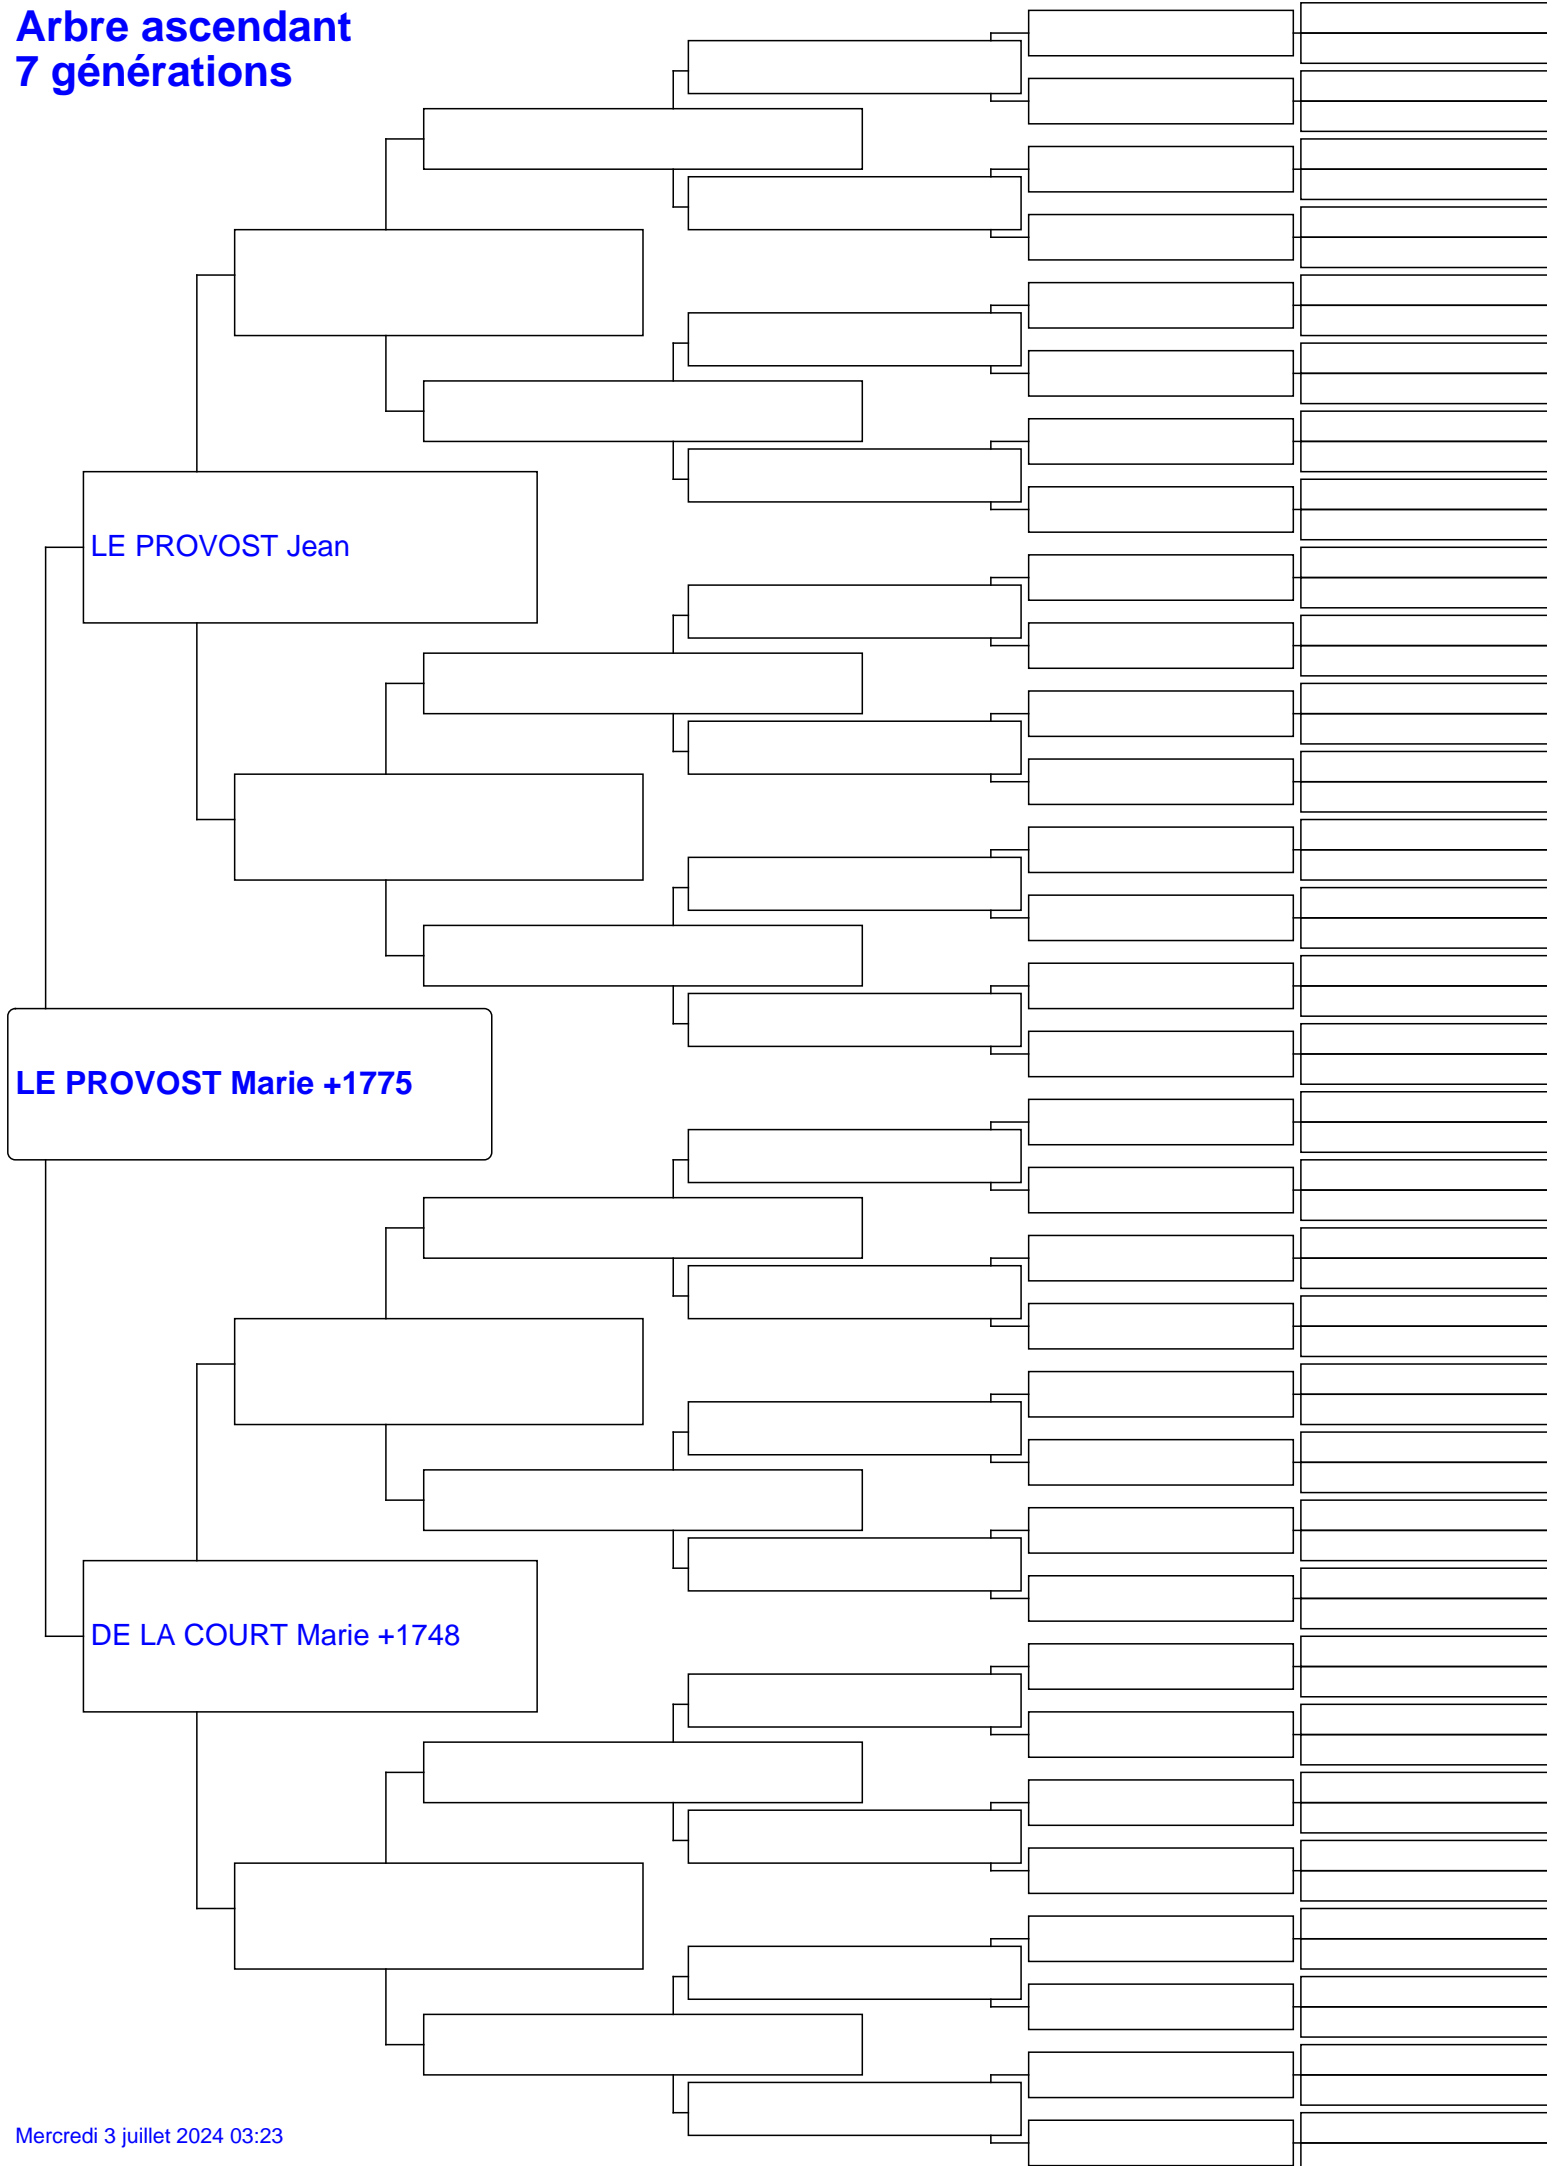 Arbre ascendant
7 générations
LE PROVOST Jean
LE PROVOST Marie +1775
DE LA COURT Marie +1748
Mercredi 3 juillet 2024 03:23